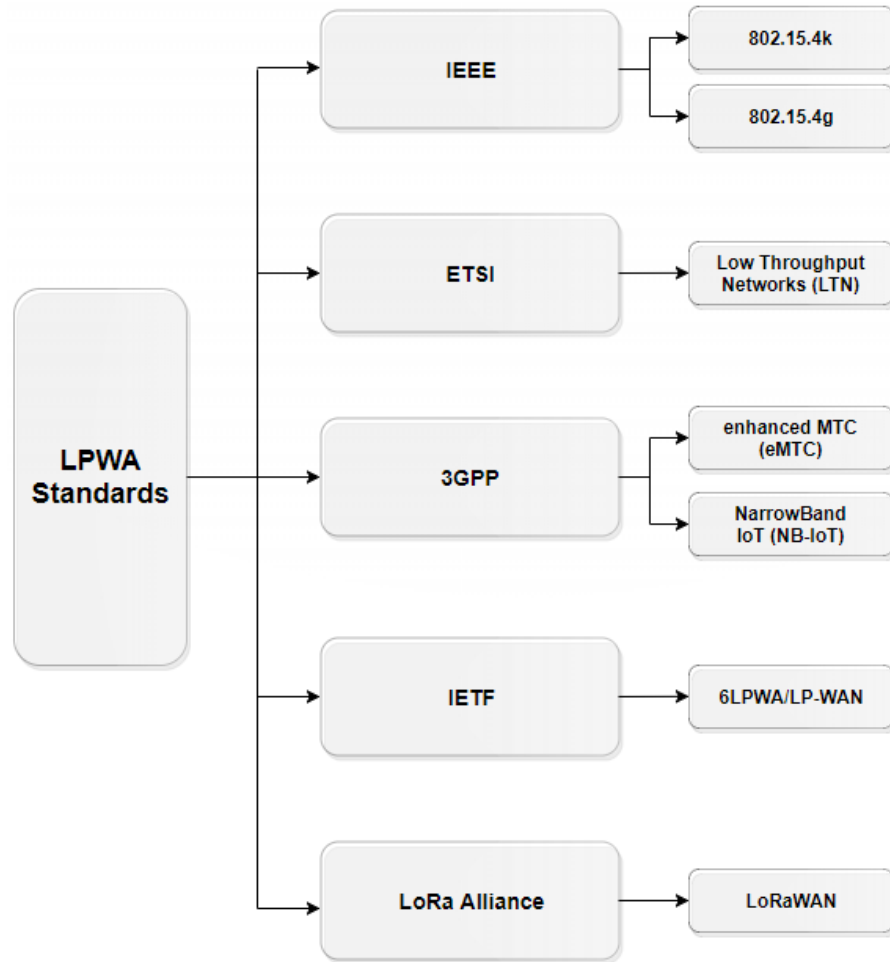 LPWA
Standards
IEEE
802.15.4k
802.15.4g
ETSI
Low Throughput
Networks (LTN)
3GPP
enhanced MTC
(eMTC)
NarrowBand
IoT (NB-IoT)
IETF
6LPWA/LP-WAN
LoRa Alliance
LoRaWAN